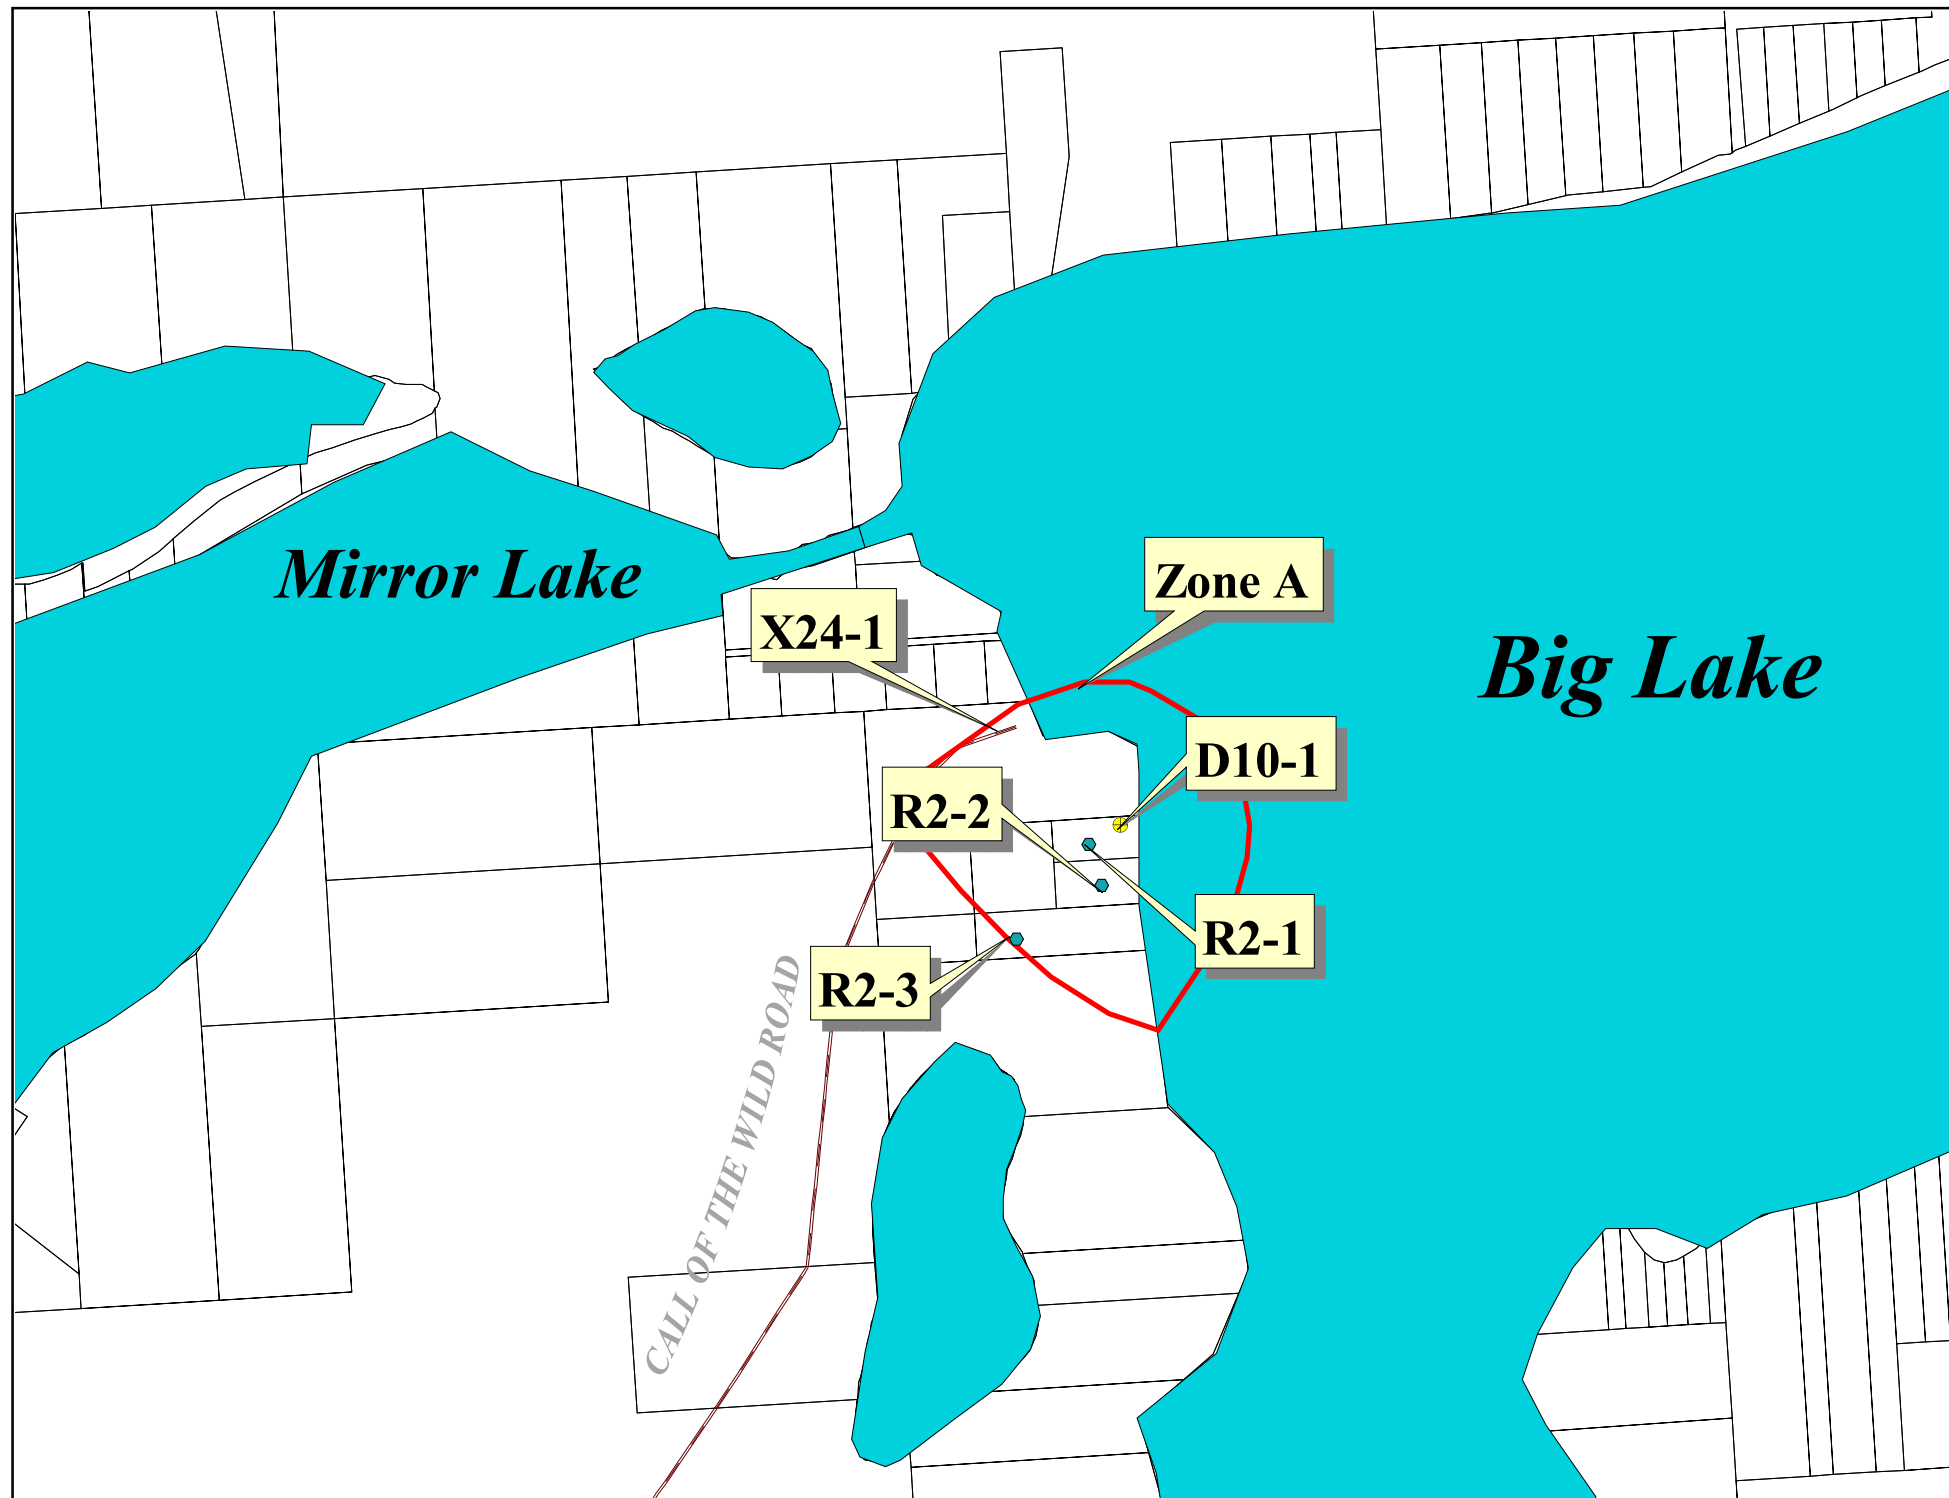 Mirror Lake
Zone A
X24-1
Big Lake
D10-1
R2-2
R2-1
R2-3
CALL OF THE WILD ROAD